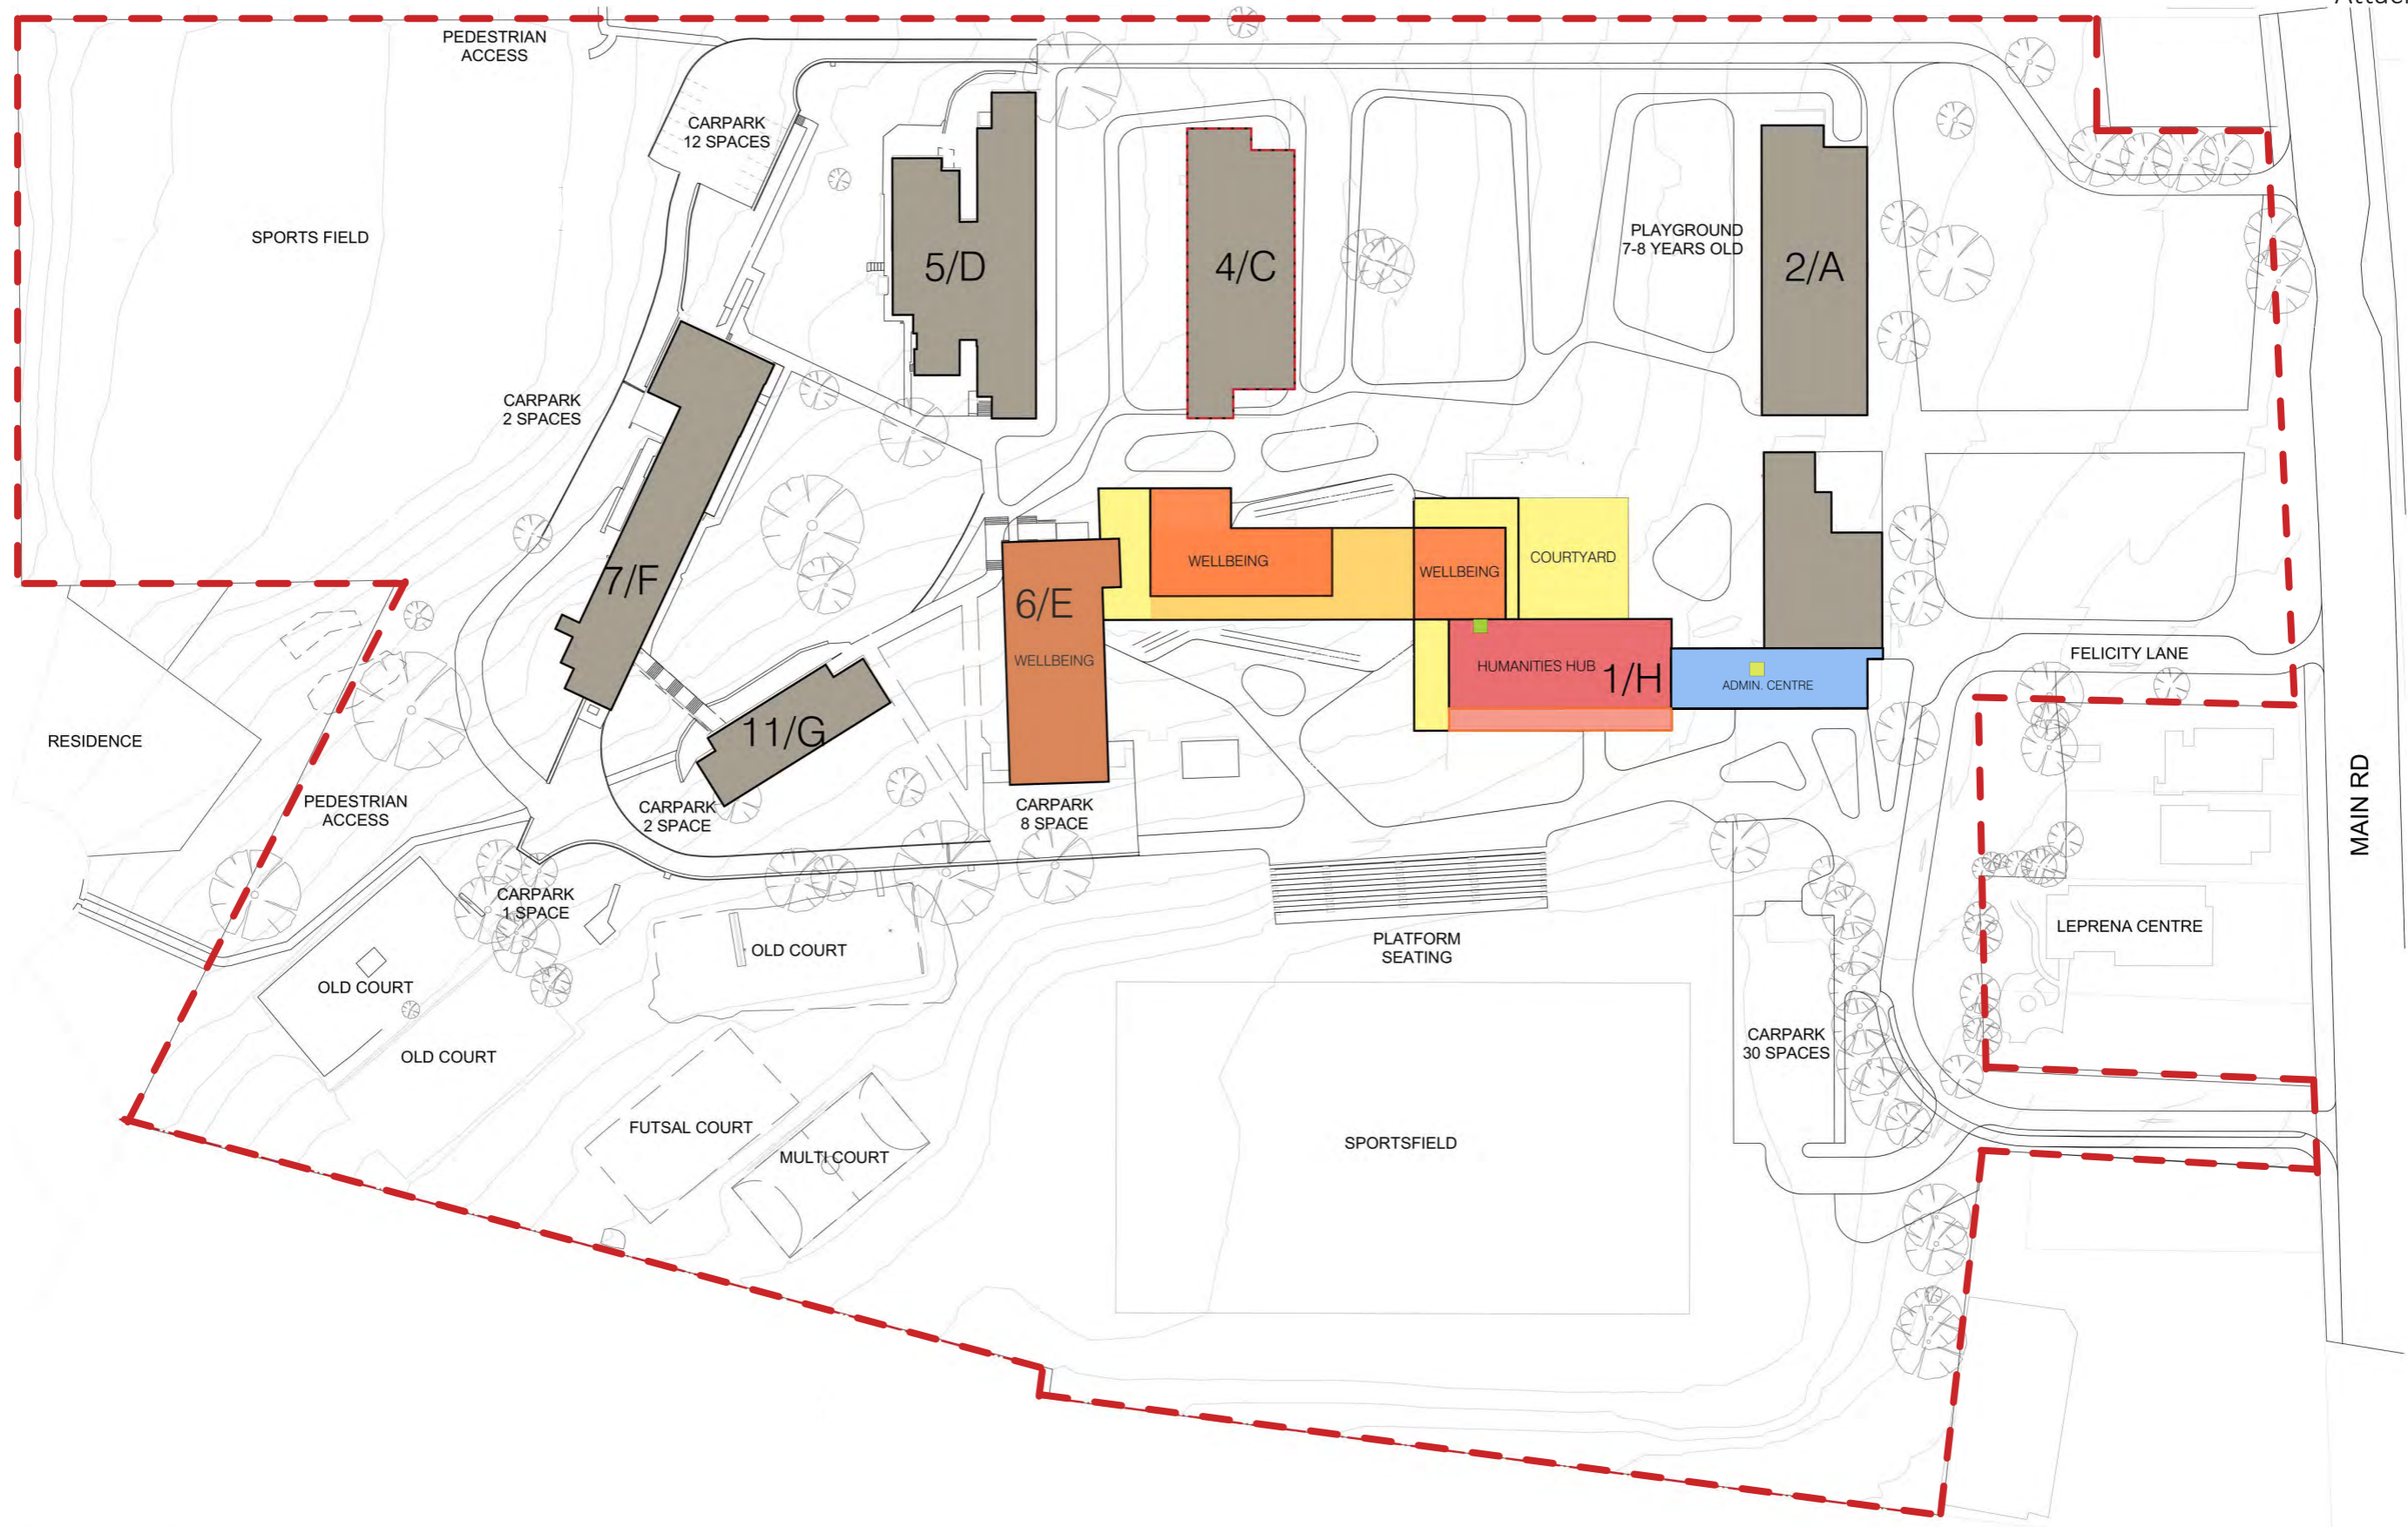 PEDESTRIAN
ACCESS
CARPARK
12 SPACES
SPORTS FIELD
5/D
4/C
PLAYGROUND
7-8 YEARS OLD
2/A
CARPARK
2 SPACES
7/F
6/E
WELLBEING
WELLBEING
WELLBEING
COURTYARD
HUMANITIES HUB
1/H
ADMIN. CENTRE
FELICITY LANE
RESIDENCE
11/G
PEDESTRIAN
ACCESS
CARPARK
2 SPACE
CARPARK
8 SPACE
MAIN RD
CARPARK
1 SPACE
OLD COURT
OLD COURT
OLD COURT
PLATFORM
SEATING
LEPRENA CENTRE
CARPARK
30 SPACES
FUTSAL COURT
MULTI COURT
SPORTSFIELD